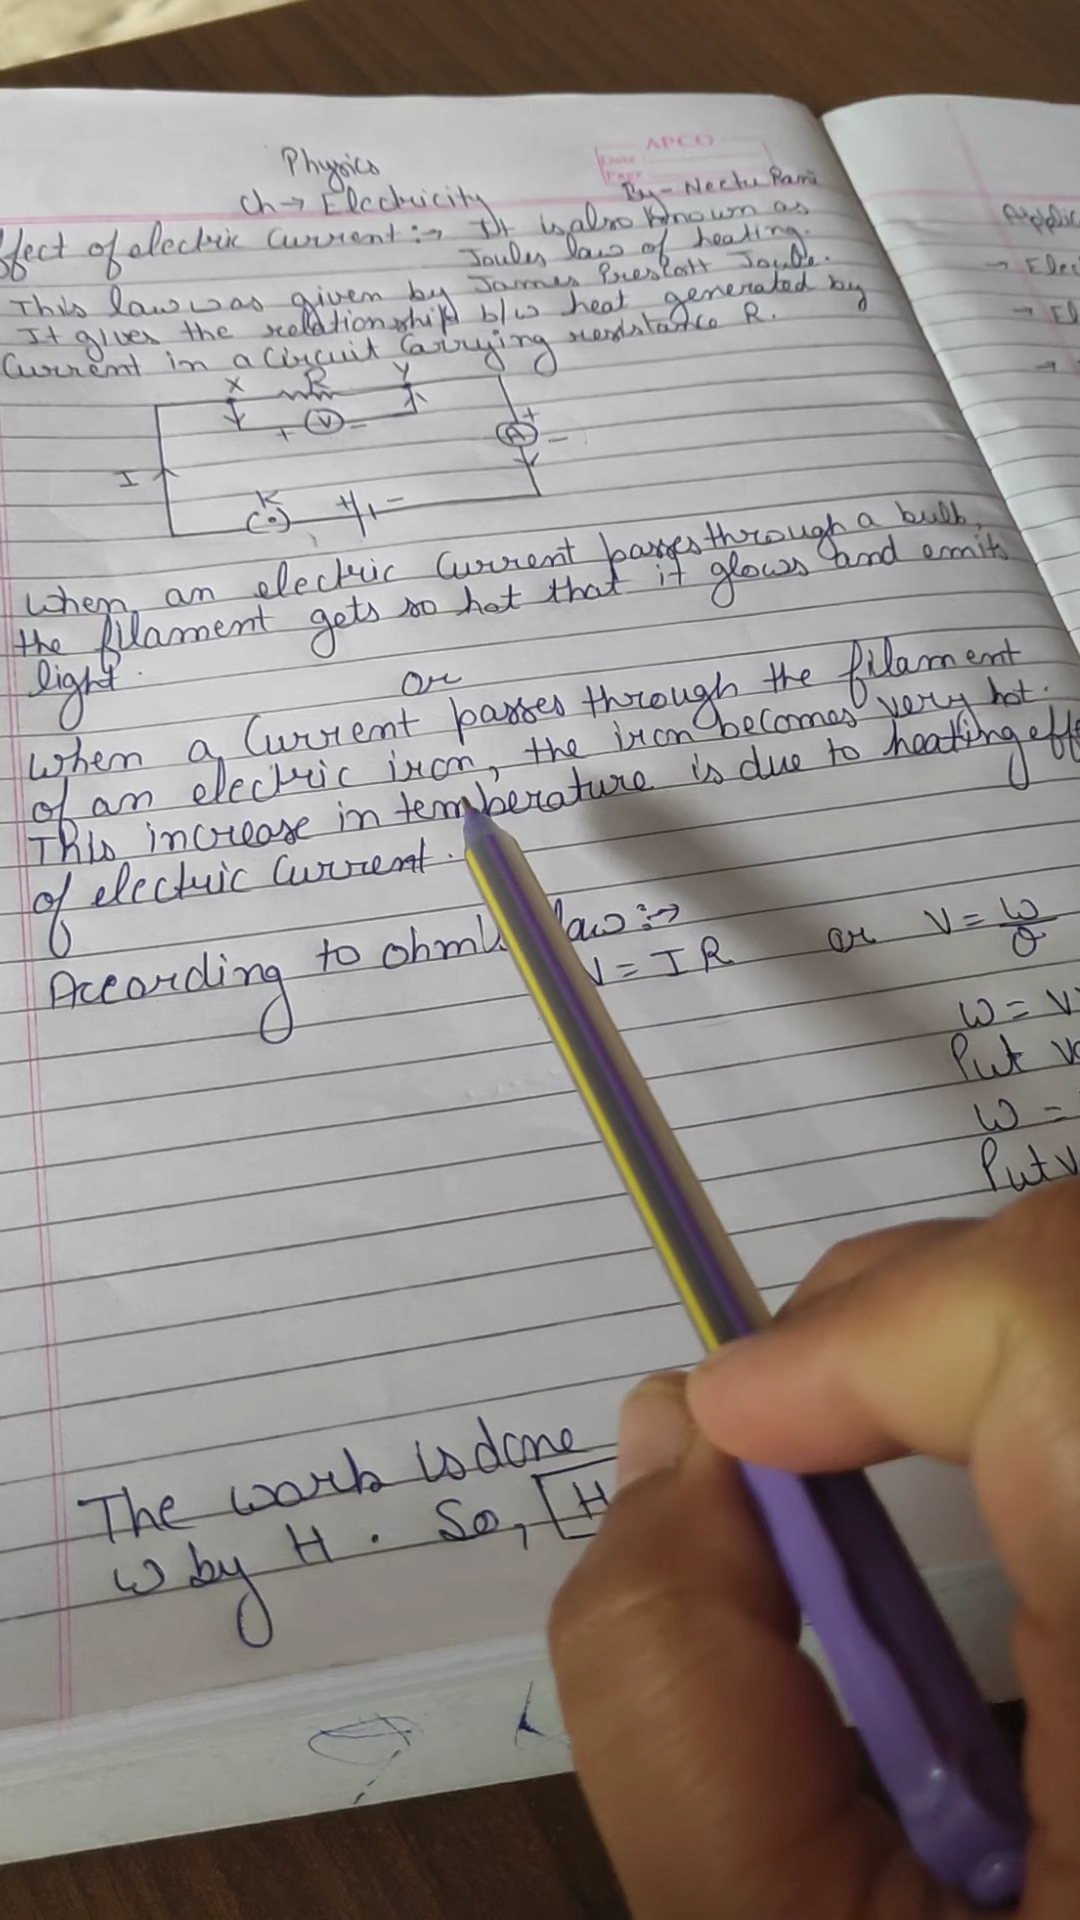 Physics
APCO
Date
Page
Ch→ Electricity
By- Neetu Rani
ffect of electric Current :→ It is also known as
Joules law of heating.
This law was given by James Prescott Joule.
It gives the relationship b/w heat generated by
Current in a Circuit Carrying resistance R.
X R Y
+ V -
+
A -
I
K
+ -
When, an electric Current passes through a bulb,
the filament gets so hot that it glows and emits
light.
Or
When a Current passes through the filament
of an electric iron, the iron becomes very hot.
This increase in temperature is due to heating eff
of electric Current.
According to ohm's law :→
V = I R or V = W/Q
W = V
Put v
W =
Put v
The work is done
W by H. So, H
Applic
→ Elec
→ El
→